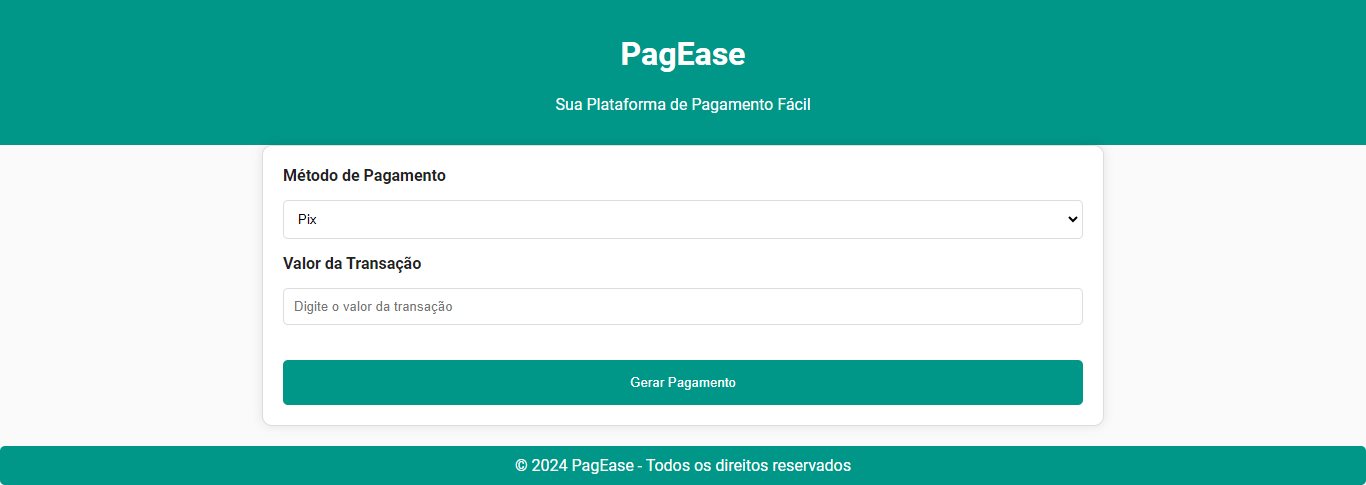 PagEase
Sua Plataforma de Pagamento Fácil
Método de Pagamento
Pix
Valor da Transação
Digite o valor da transação
Gerar Pagamento
© 2024 PagEase - Todos os direitos reservados